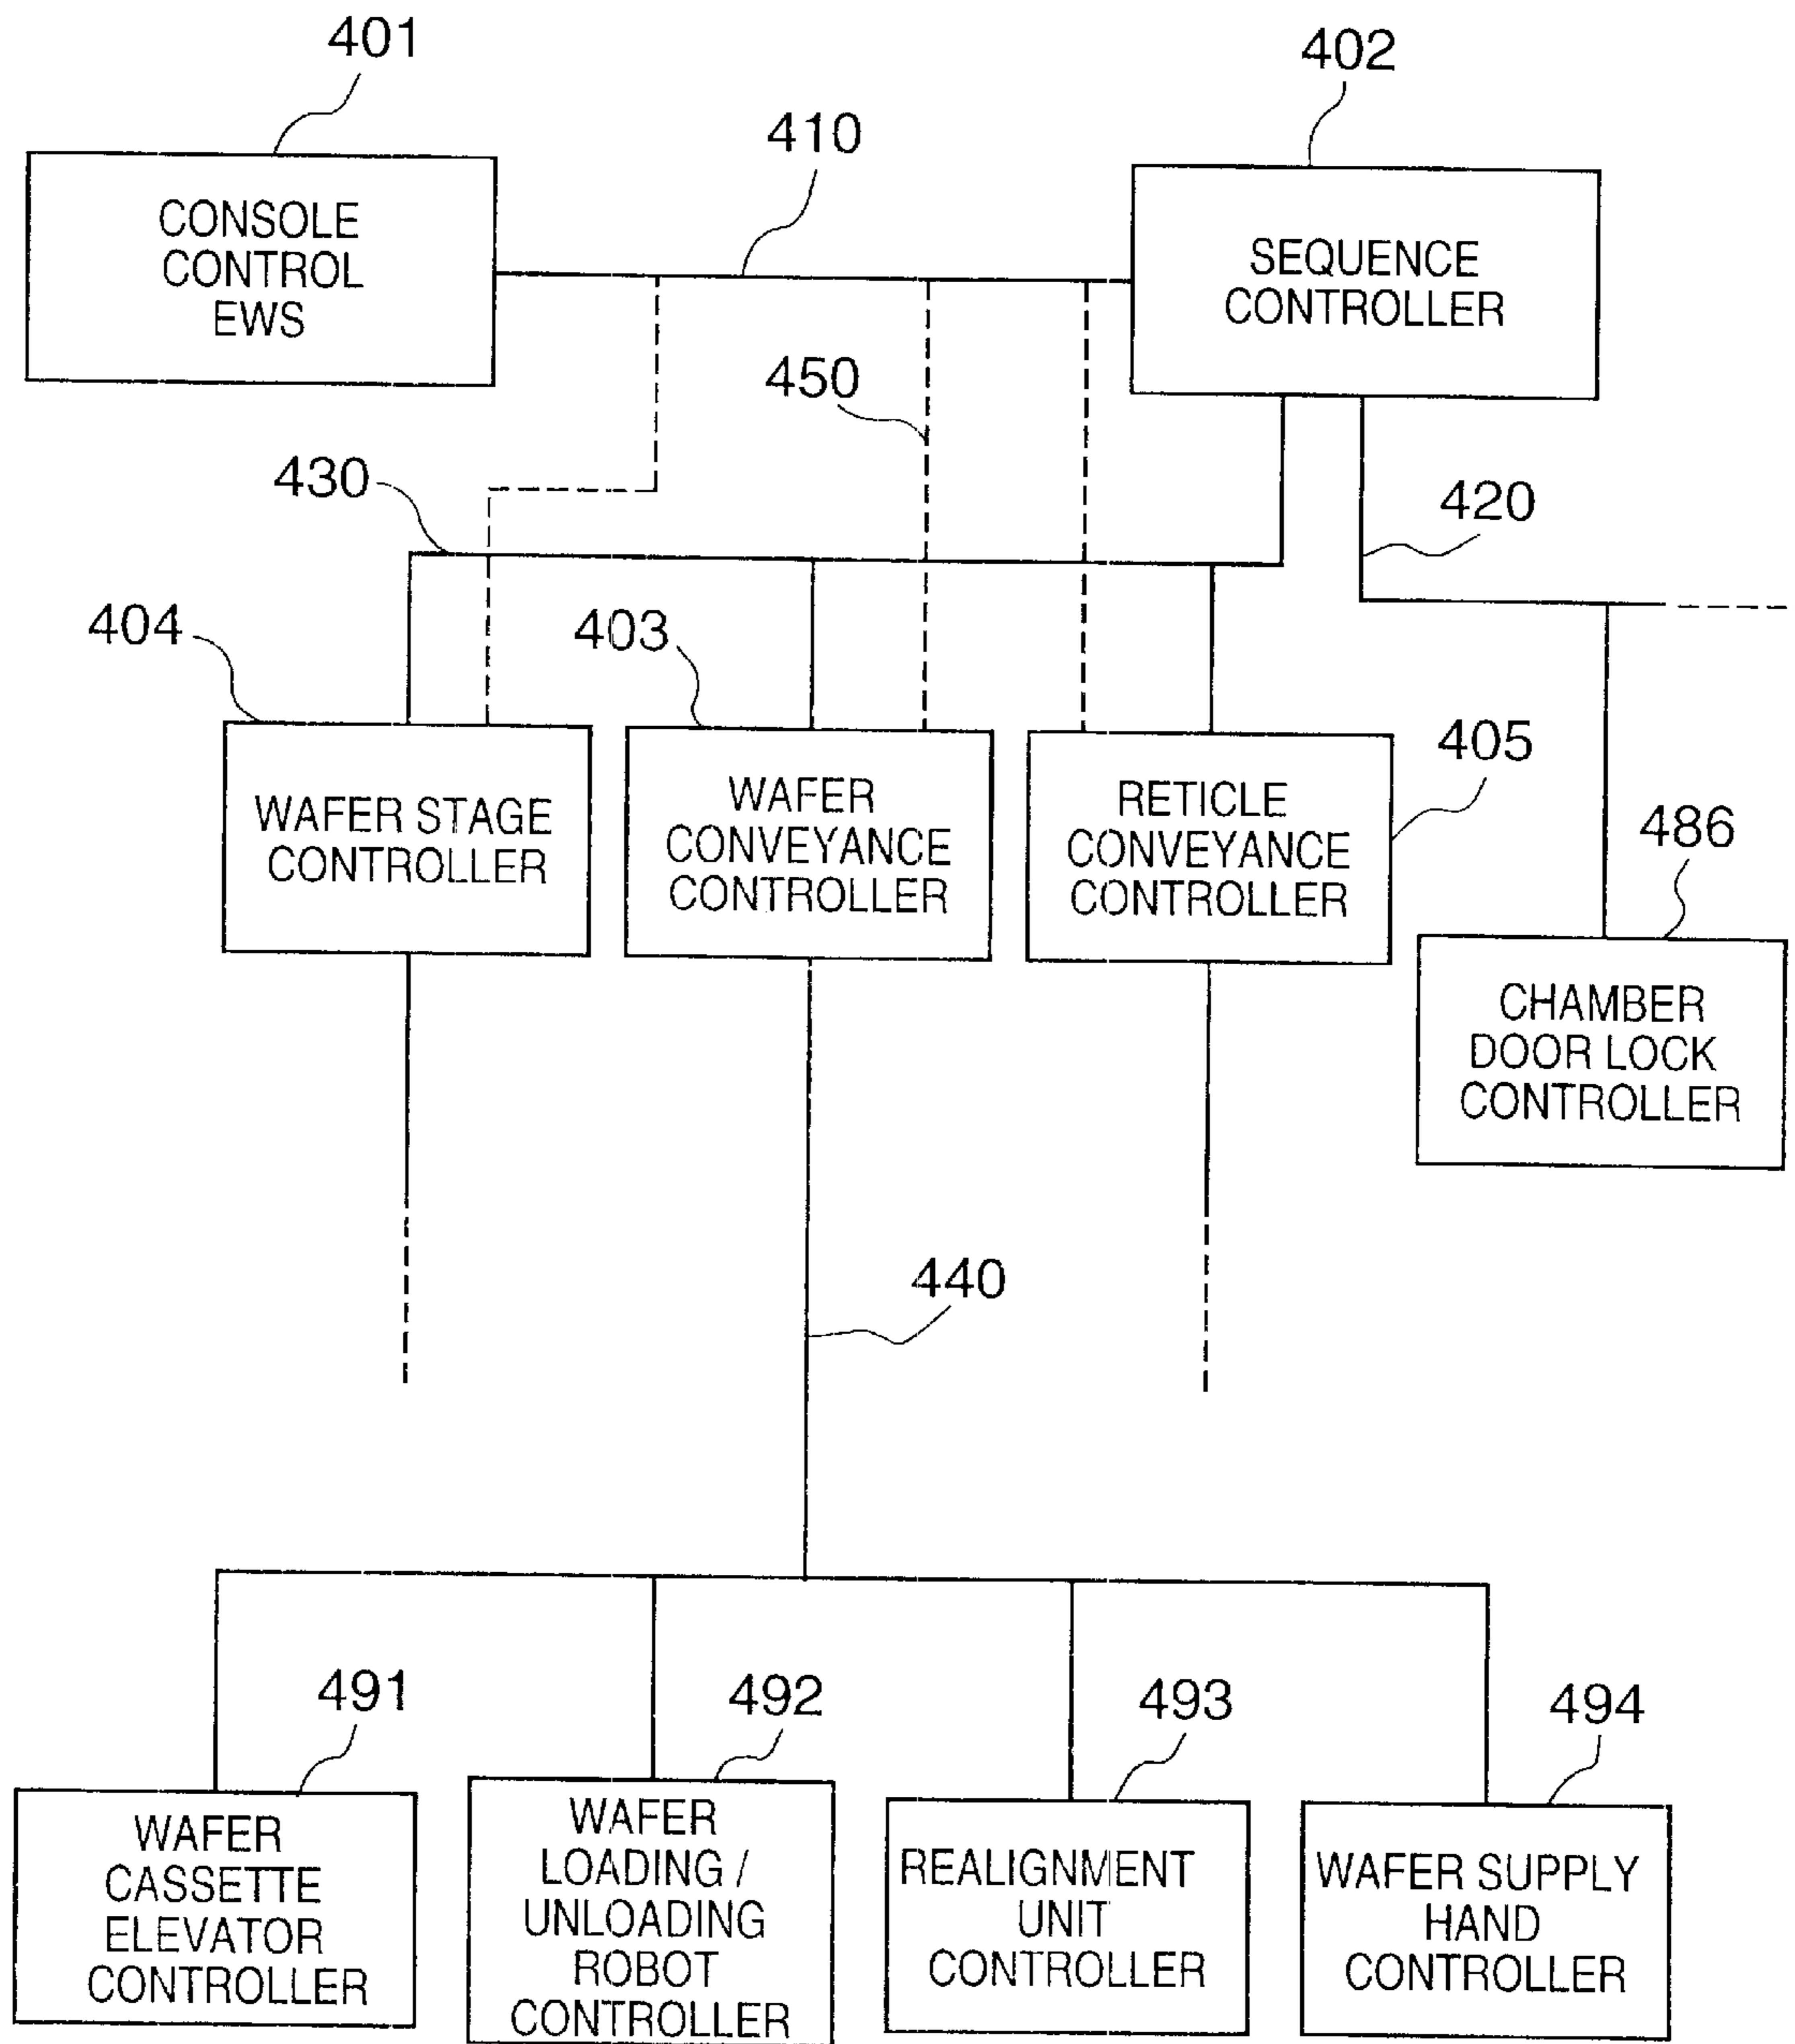 401
402
410
CONSOLE
CONTROL
EWS
SEQUENCE
CONTROLLER
450
430
420
404
403
405
WAFER STAGE
CONTROLLER
WAFER
CONVEYANCE
CONTROLLER
RETICLE
CONVEYANCE
CONTROLLER
486
CHAMBER
DOOR LOCK
CONTROLLER
440
491
492
493
494
WAFER
CASSETTE
ELEVATOR
CONTROLLER
WAFER
LOADING /
UNLOADING
ROBOT
CONTROLLER
REALIGNMENT
UNIT
CONTROLLER
WAFER SUPPLY
HAND
CONTROLLER